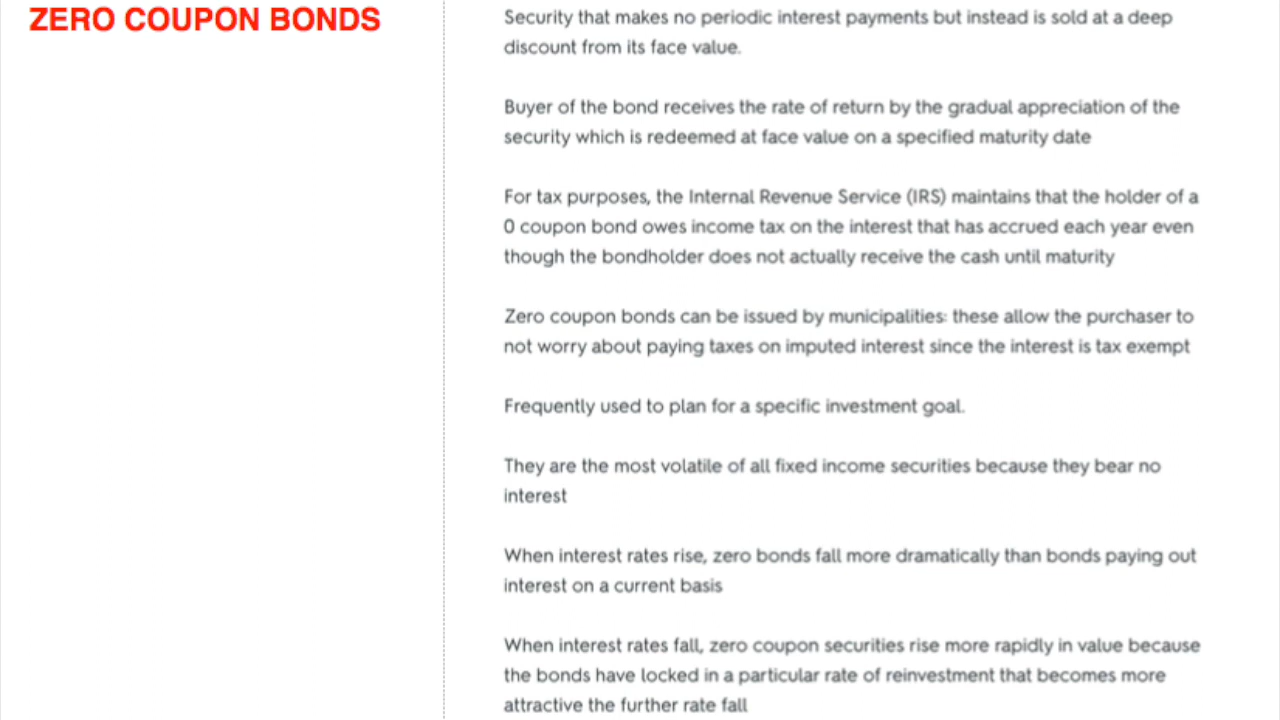 ZERO COUPON BONDS
Security that makes no periodic interest payments but instead is sold at a deep
discount from its face value.
Buyer of the bond receives the rate of return by the gradual appreciation of the
security which is redeemed at face value on a specified maturity date
For tax purposes, the Internal Revenue Service (IRS) maintains that the holder of a
0 coupon bond owes income tax on the interest that has accrued each year even
though the bondholder does not actually receive the cash until maturity
Zero coupon bonds can be issued by municipalities: these allow the purchaser to
not worry about paying taxes on imputed interest since the interest is tax exempt
Frequently used to plan for a specific investment goal.
They are the most volatile of all fixed income securities because they bear no
interest
When interest rates rise, zero bonds fall more dramatically than bonds paying out
interest on a current basis
When interest rates fall, zero coupon securities rise more rapidly in value because
the bonds have locked in a particular rate of reinvestment that becomes more
attractive the further rate fall